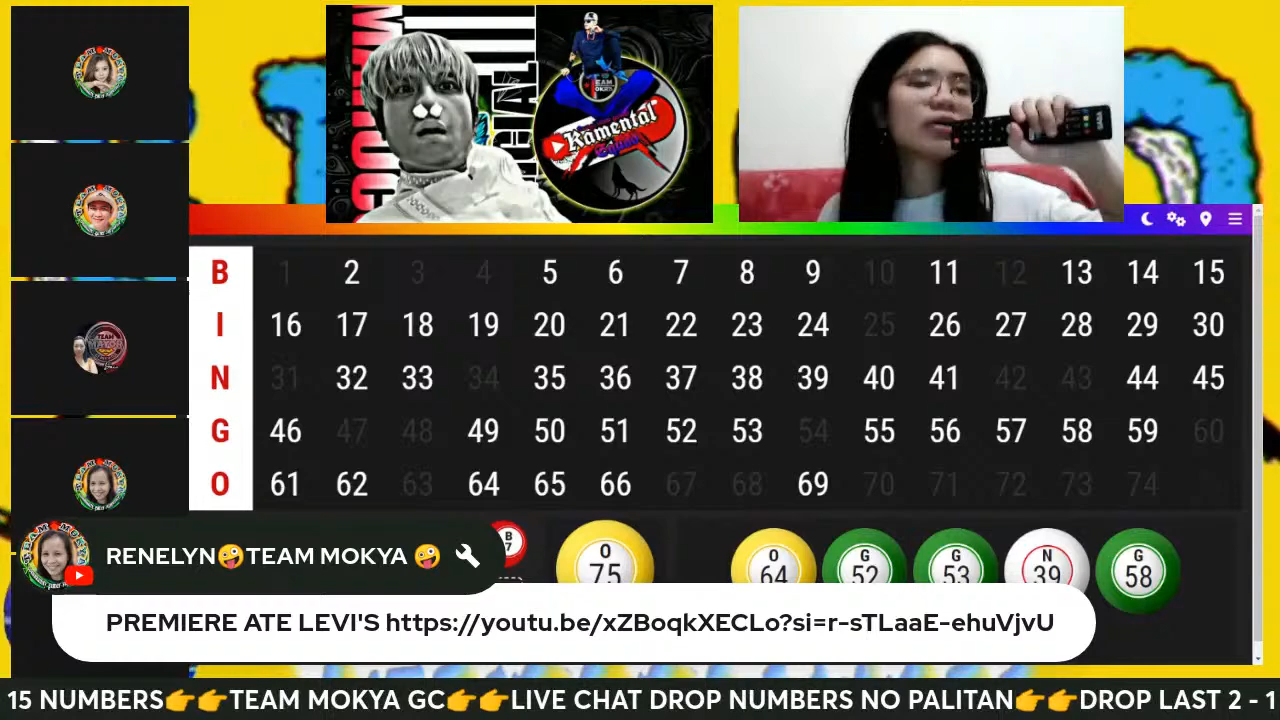 Kamental
B 1 2 3 4 5 6 7 8 9 10 11 12 13 14 15
I 16 17 18 19 20 21 22 23 24 25 26 27 28 29 30
N 31 32 33 34 35 36 37 38 39 40 41 42 43 44 45
G 46 47 48 49 50 51 52 53 54 55 56 57 58 59 60
O 61 62 63 64 65 66 67 68 69 70 71 72 73 74
B 7
O 75
O 64
G 52
G 53
N 39
G 58
RENELYN🤪TEAM MOKYA 🤪
PREMIERE ATE LEVI'S https://youtu.be/xZBoqkXECLo?si=r-sTLaaE-ehuVjvU
15 NUMBERS👉👉TEAM MOKYA GC👉👉LIVE CHAT DROP NUMBERS NO PALITAN👉👉DROP LAST 2 - 1